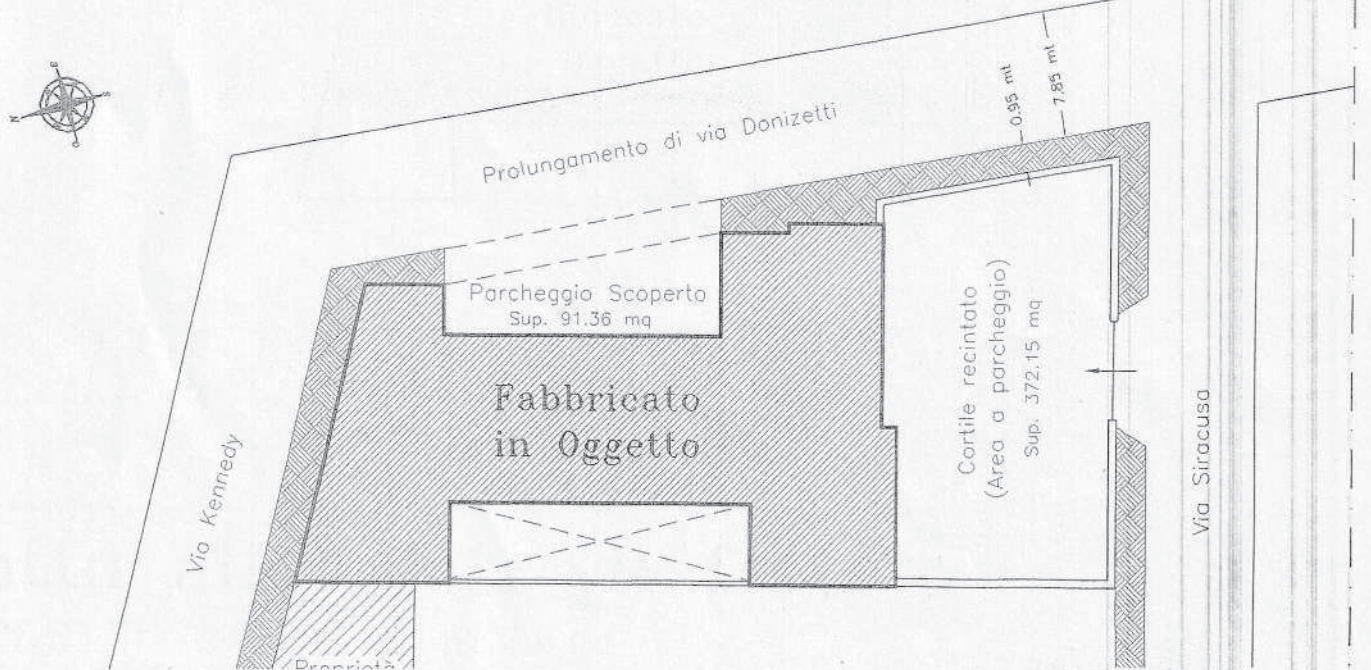 N
E
S
O
Prolungamento di via Donizetti
0.95 mt
7.85 mt
Parcheggio Scoperto
Sup. 91.36 mq
Fabbricato
in Oggetto
Cortile recintato
(Area a parcheggio)
Sup. 372.15 mq
Via Kennedy
Via Siracusa
Proprietà